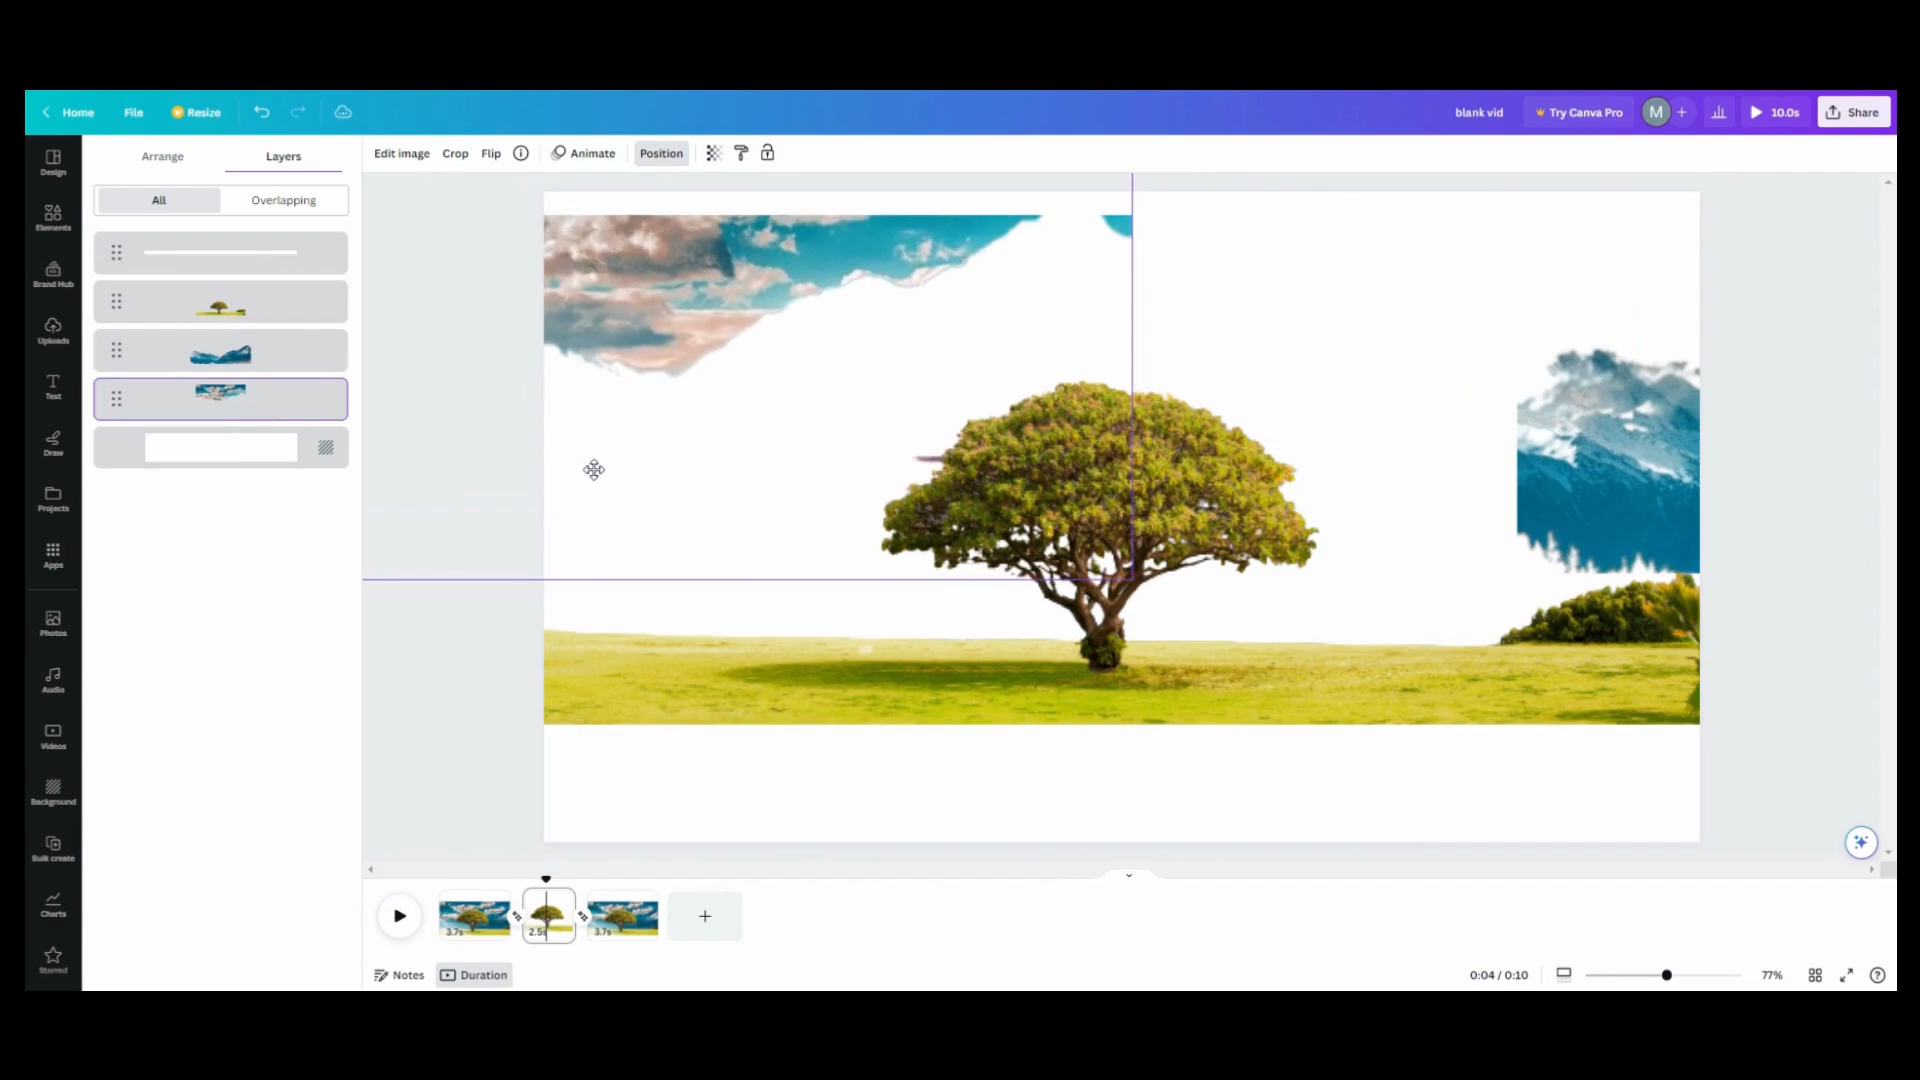 Home File Resize blank vid Try Canva Pro M + 10.0s Share
Arrange Layers Edit image Crop Flip Animate Position
Design
All Overlapping
Elements
Brand Hub
Uploads
Text
Draw
Projects
Apps
Photos
Audio
Videos
Background
Bulk create
Charts
Starred
3.7s 2.5s 3.7s +
Notes Duration 0:04 / 0:10 77% ?